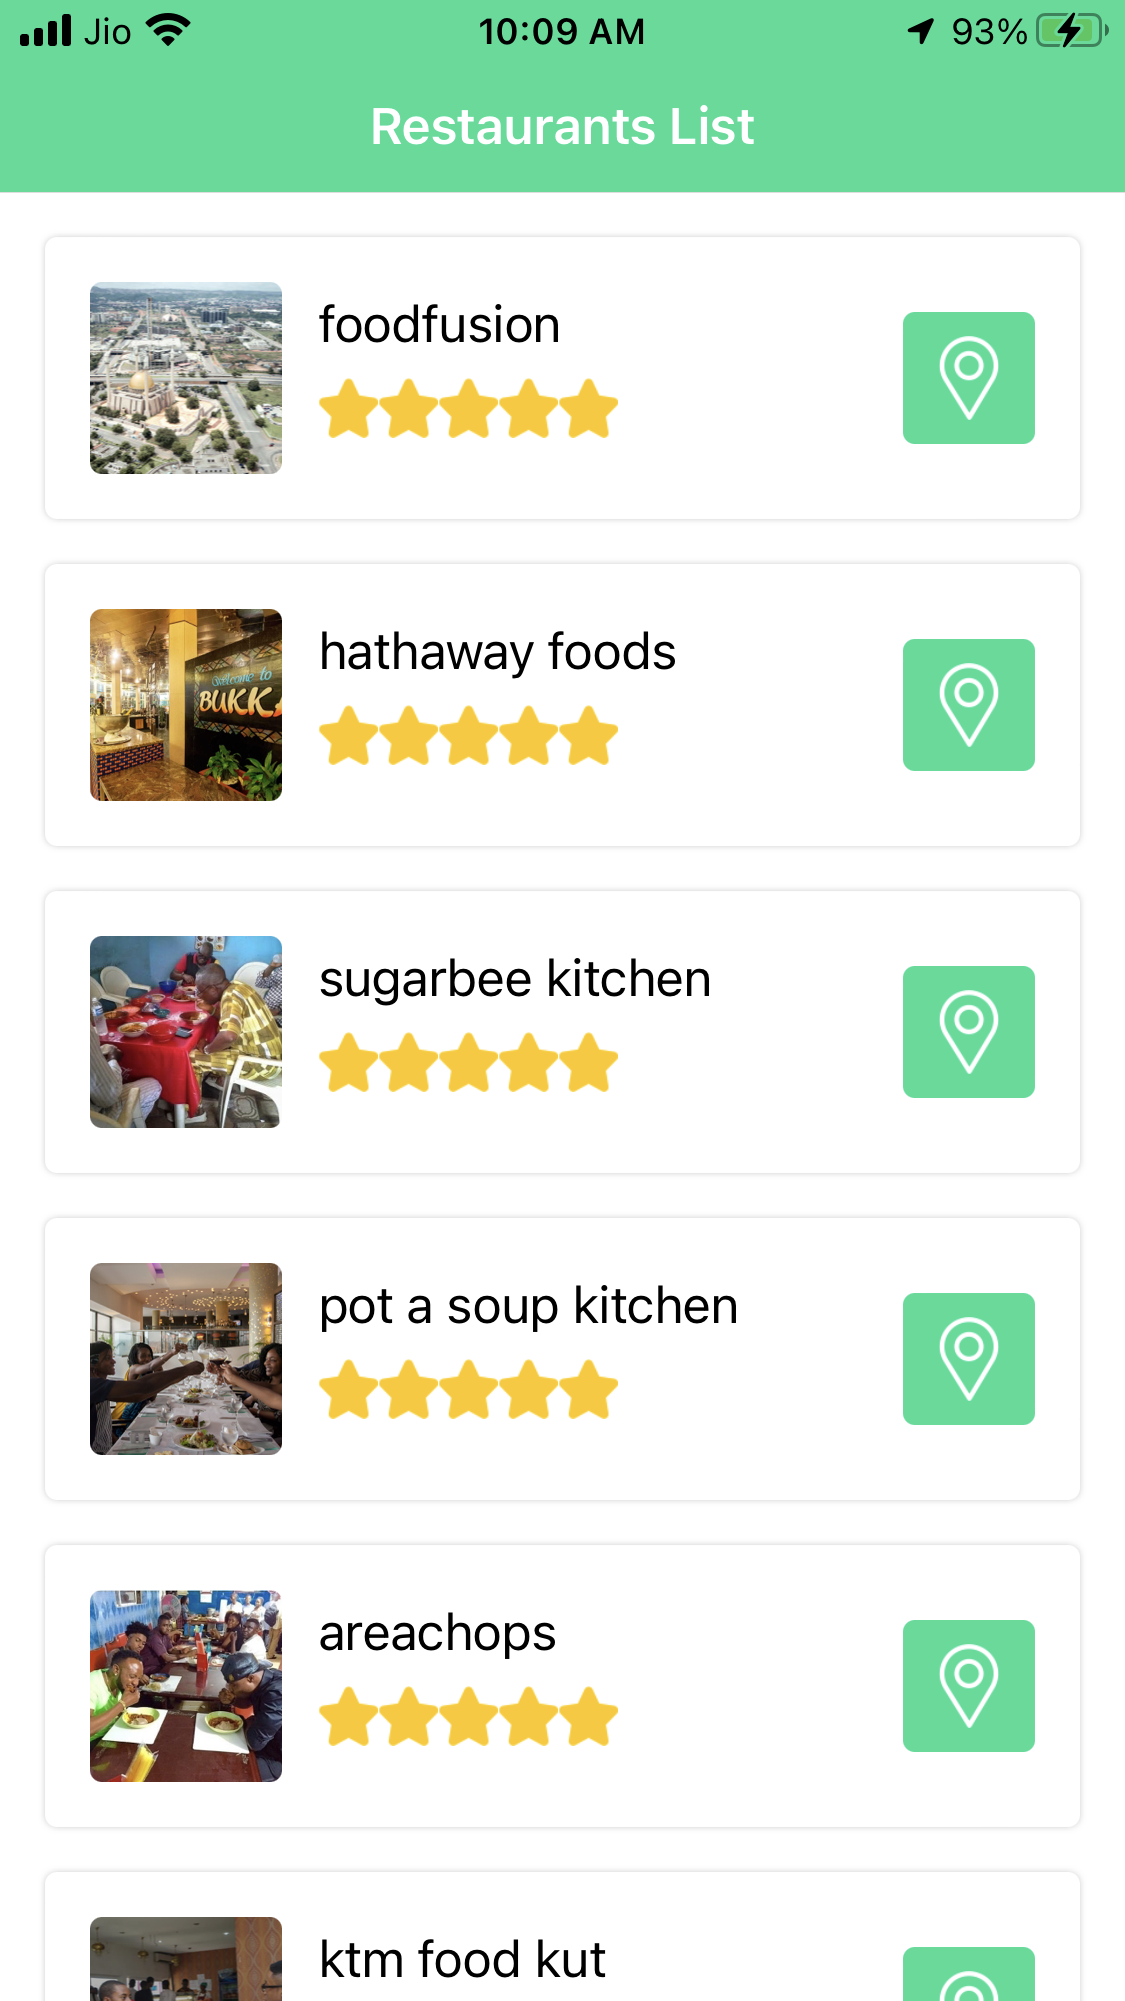 Jio 10:09 AM 93%
Restaurants List
foodfusion
hathaway foods
Welcome to
BUKK
sugarbee kitchen
pot a soup kitchen
areachops
ktm food kut